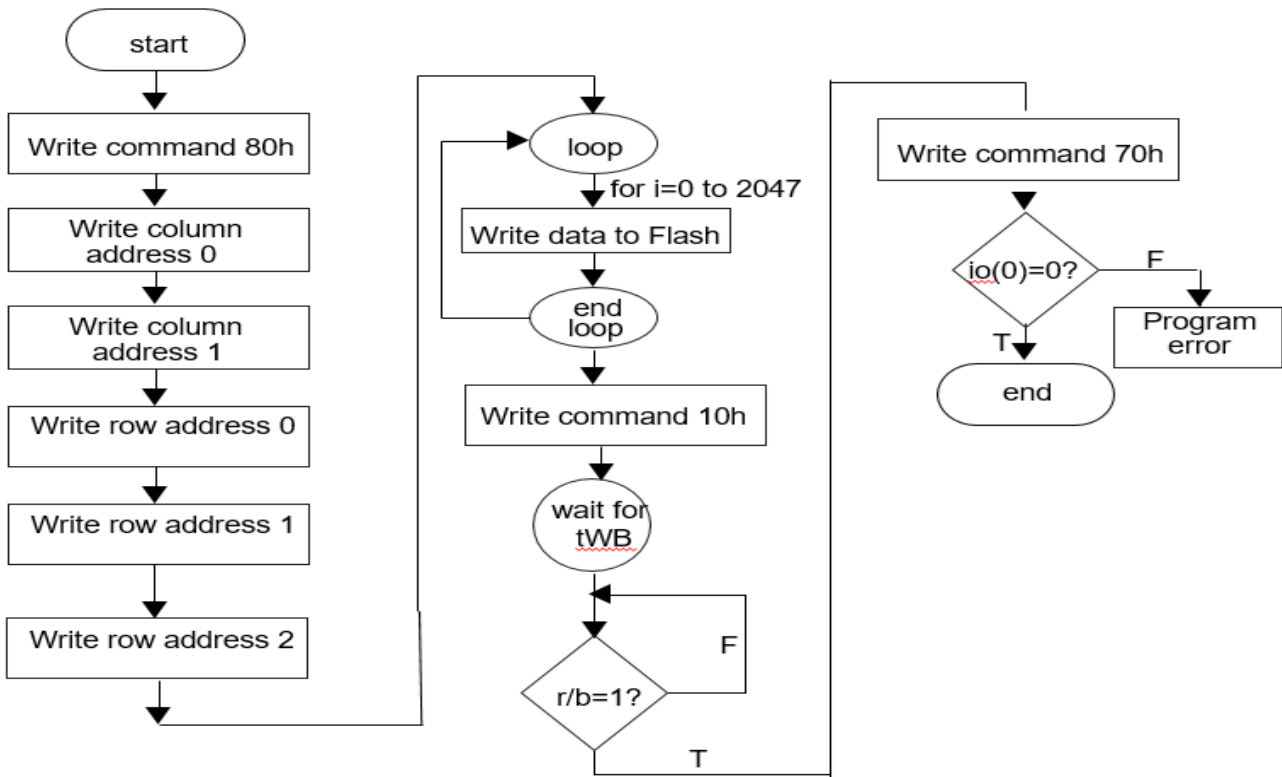 start
Write command 80h
Write column
address 0
Write column
address 1
Write row address 0
Write row address 1
Write row address 2
loop
for i=0 to 2047
Write data to Flash
end
loop
Write command 10h
wait for
tWB
F
r/b=1?
T
Write command 70h
io(0)=0?
F
Program
error
T
end